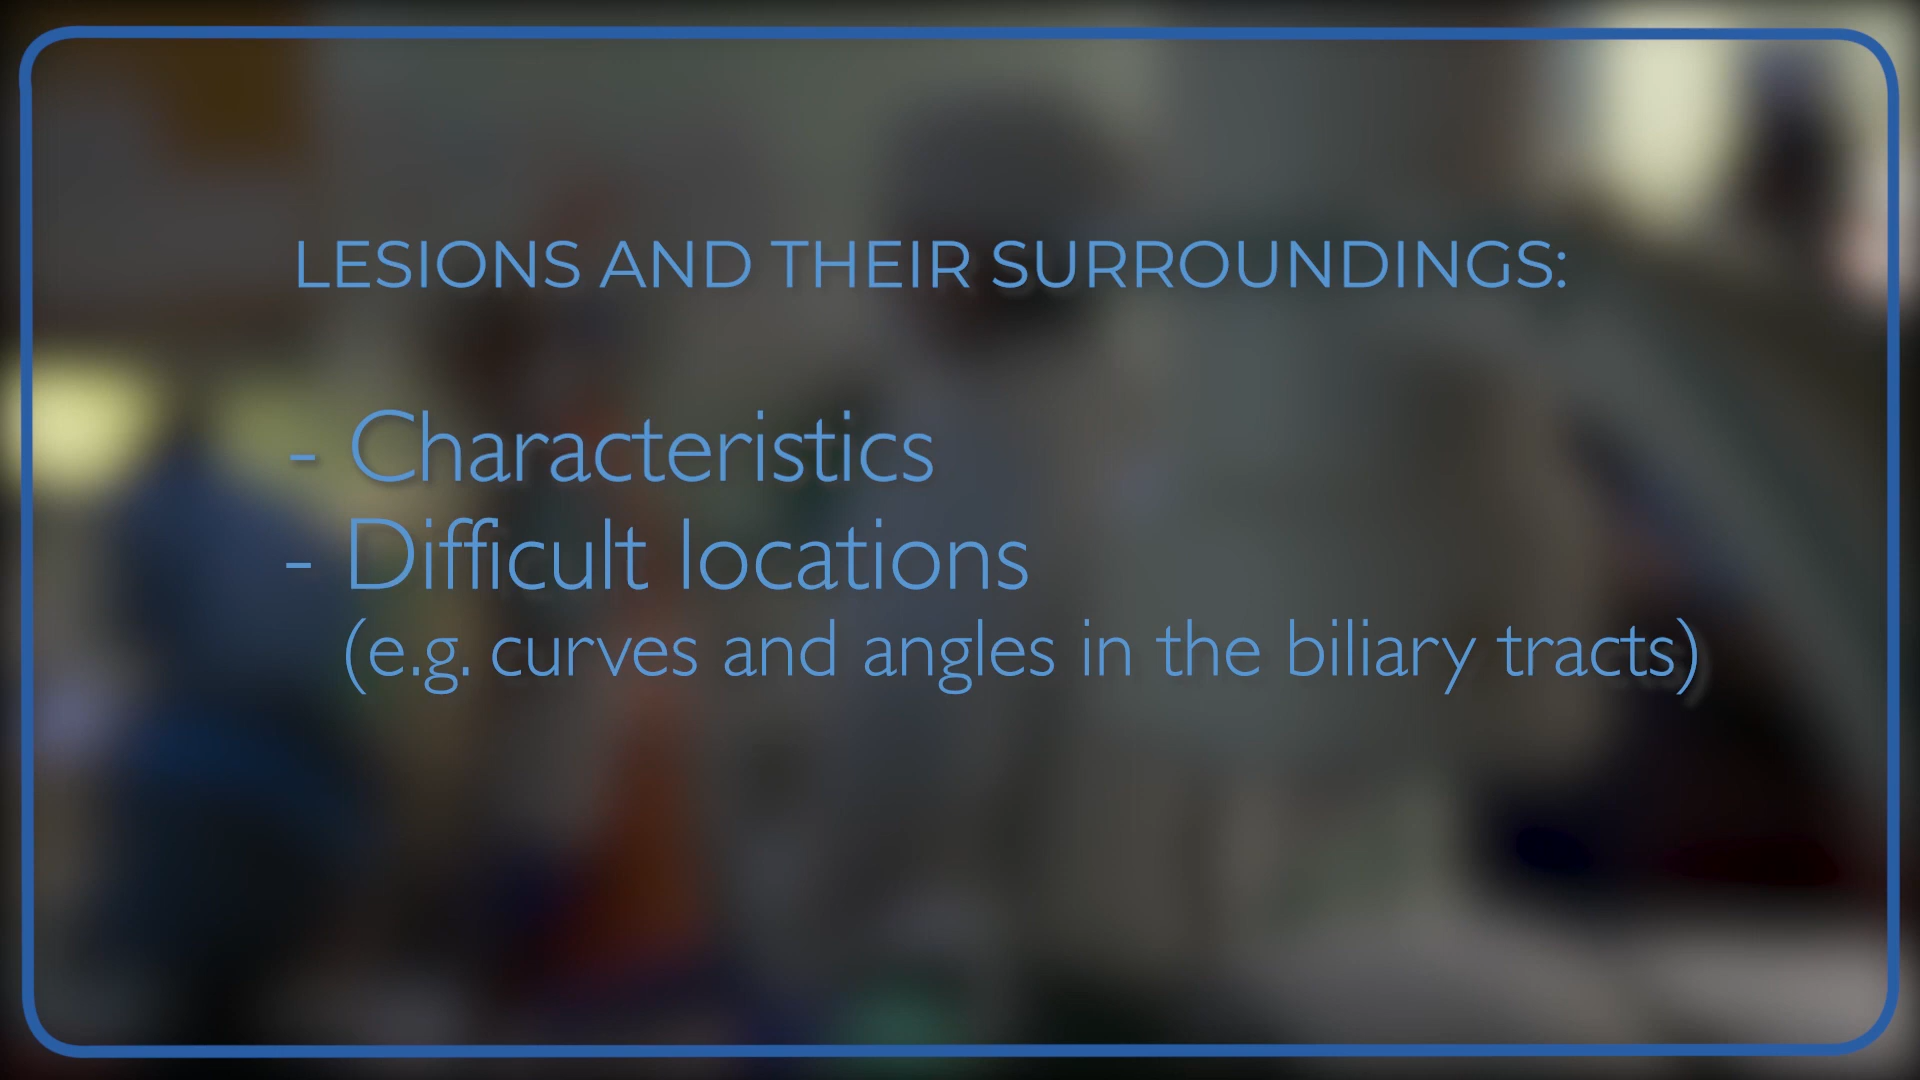 LESIONS AND THEIR SURROUNDINGS:
- Characteristics
- Difficult locations
(e.g. curves and angles in the biliary tracts)